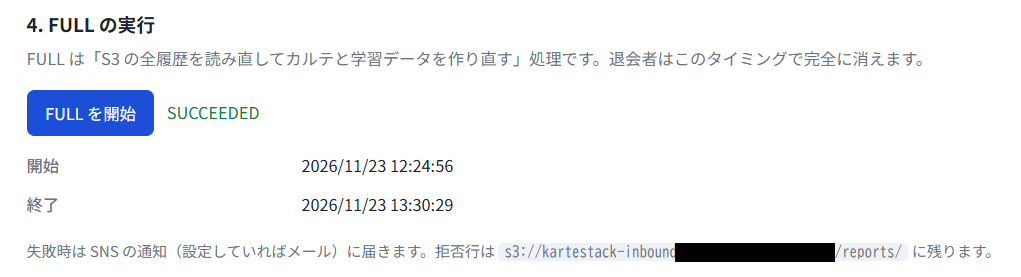 4. FULL の実行
FULL は「S3 の全履歴を読み直してカルテと学習データを作り直す」処理です。退会者はこのタイミングで完全に消えます。
FULL を開始 SUCCEEDED
開始 2026/11/23 12:24:56
終了 2026/11/23 13:30:29
失敗時は SNS の通知（設定していればメール）に届きます。拒否行は s3://kartestack-inbound /reports/ に残ります。